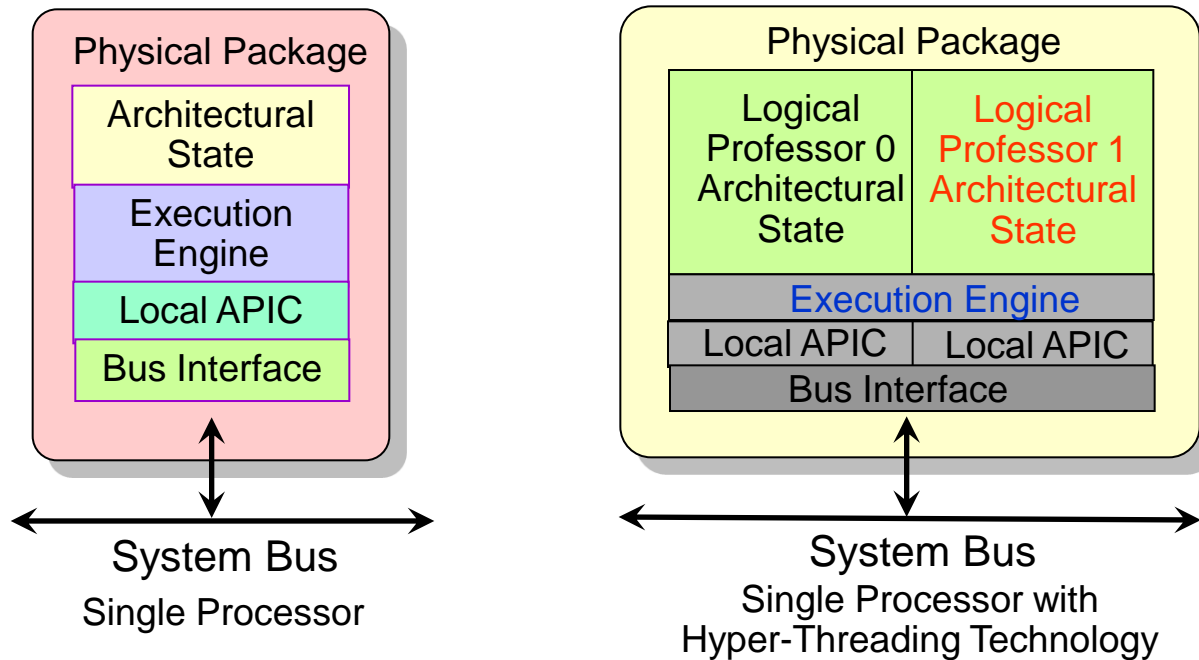 Physical Package
Architectural
State
Execution
Engine
Local APIC
Bus Interface
System Bus
Single Processor
Physical Package
Logical
Professor 0
Architectural
State
Logical
Professor 1
Architectural
State
Execution Engine
Local APIC
Local APIC
Bus Interface
System Bus
Single Processor with
Hyper-Threading Technology